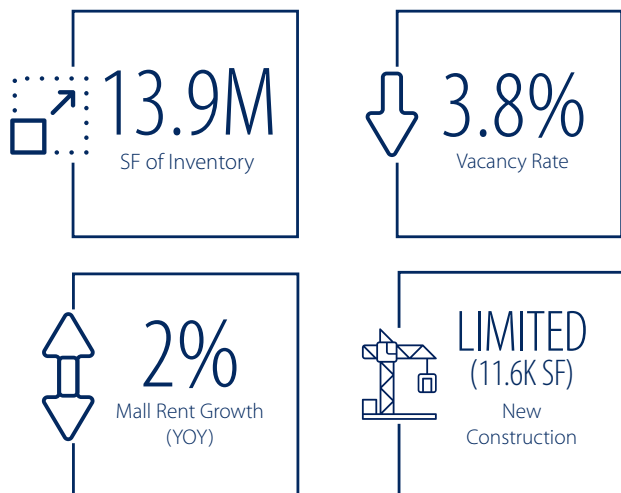 13.9M
SF of Inventory
3.8%
Vacancy Rate
2%
Mall Rent Growth
(YOY)
LIMITED
(11.6K SF)
New
Construction